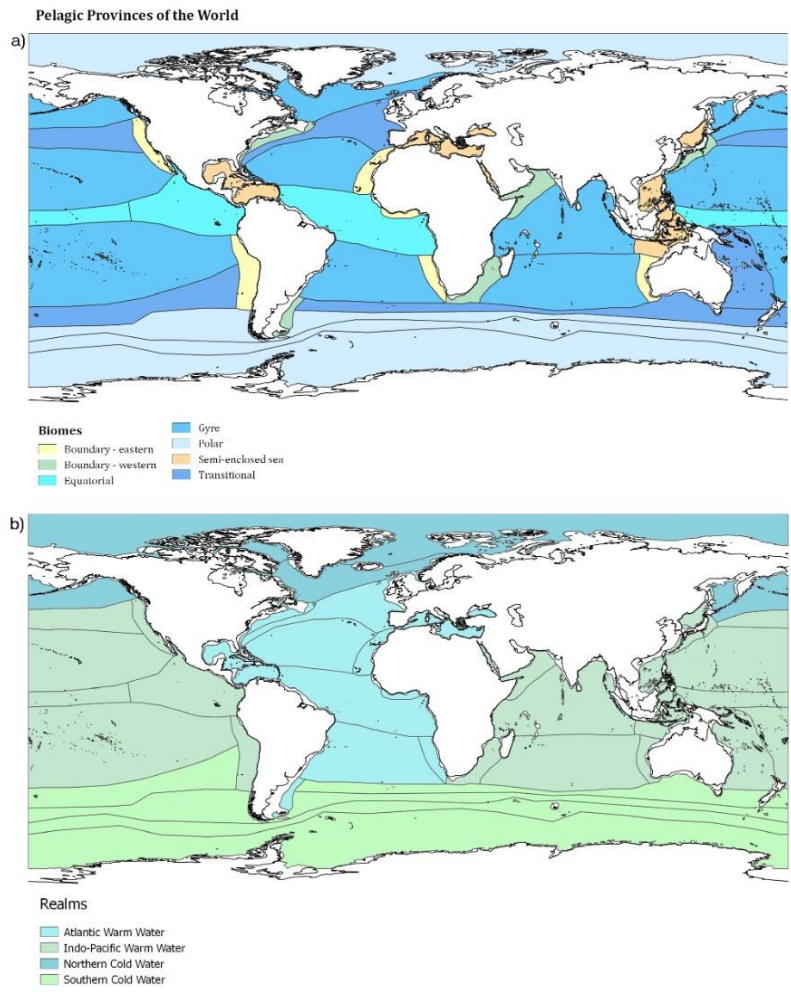 Pelagic Provinces of the World
a)
Biomes
Boundary - eastern
Boundary - western
Equatorial
Gyre
Polar
Semi-enclosed sea
Transitional
b)
Realms
Atlantic Warm Water
Indo-Pacific Warm Water
Northern Cold Water
Southern Cold Water